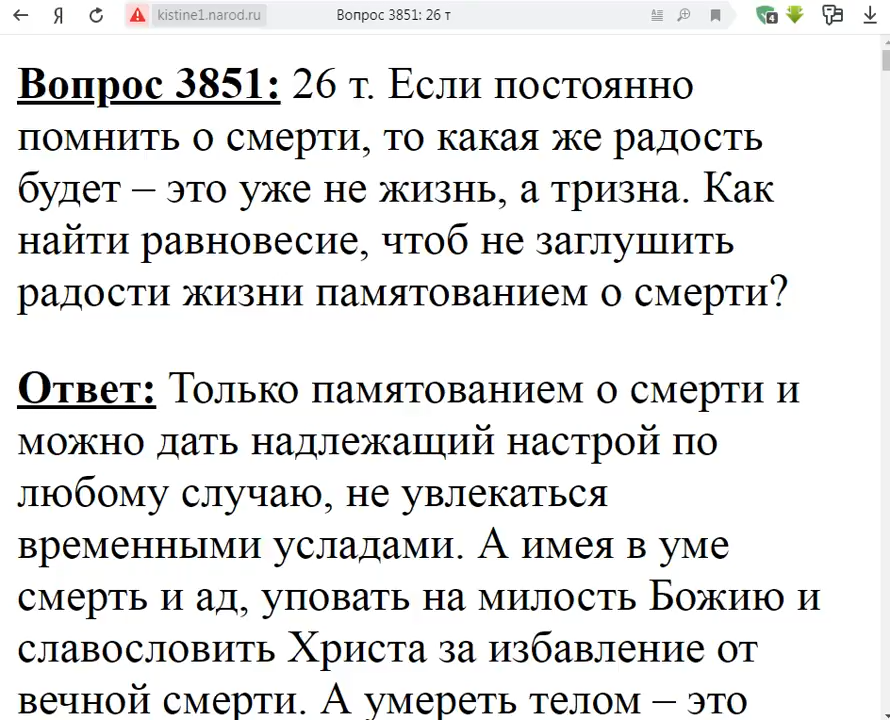 Я kistine1.narod.ru Вопрос 3851: 26 т 4
Вопрос 3851: 26 т. Если постоянно
помнить о смерти, то какая же радость
будет – это уже не жизнь, а тризна. Как
найти равновесие, чтоб не заглушить
радости жизни памятованием о смерти?
Ответ: Только памятованием о смерти и
можно дать надлежащий настрой по
любому случаю, не увлекаться
временными усладами. А имея в уме
смерть и ад, уповать на милость Божию и
славословить Христа за избавление от
вечной смерти. А умереть телом – это